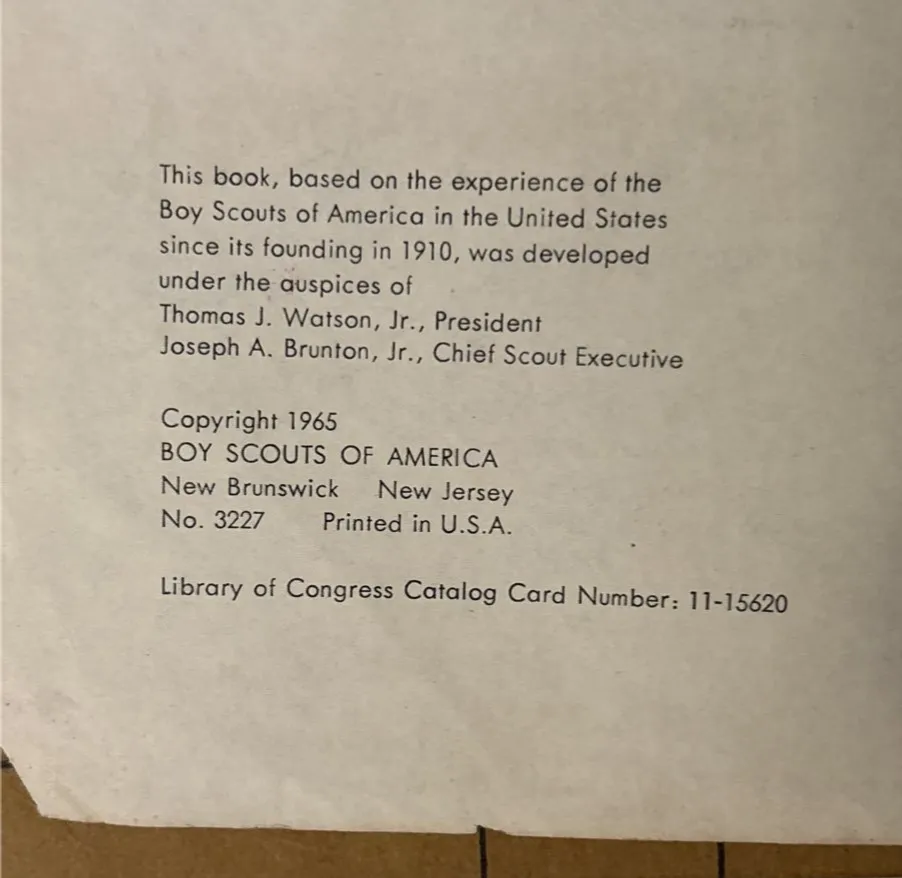 This book, based on the experience of the
Boy Scouts of America in the United States
since its founding in 1910, was developed
under the auspices of
Thomas J. Watson, Jr., President
Joseph A. Brunton, Jr., Chief Scout Executive
Copyright 1965
BOY SCOUTS OF AMERICA
New Brunswick New Jersey
No. 3227 Printed in U.S.A.
Library of Congress Catalog Card Number: 11-15620